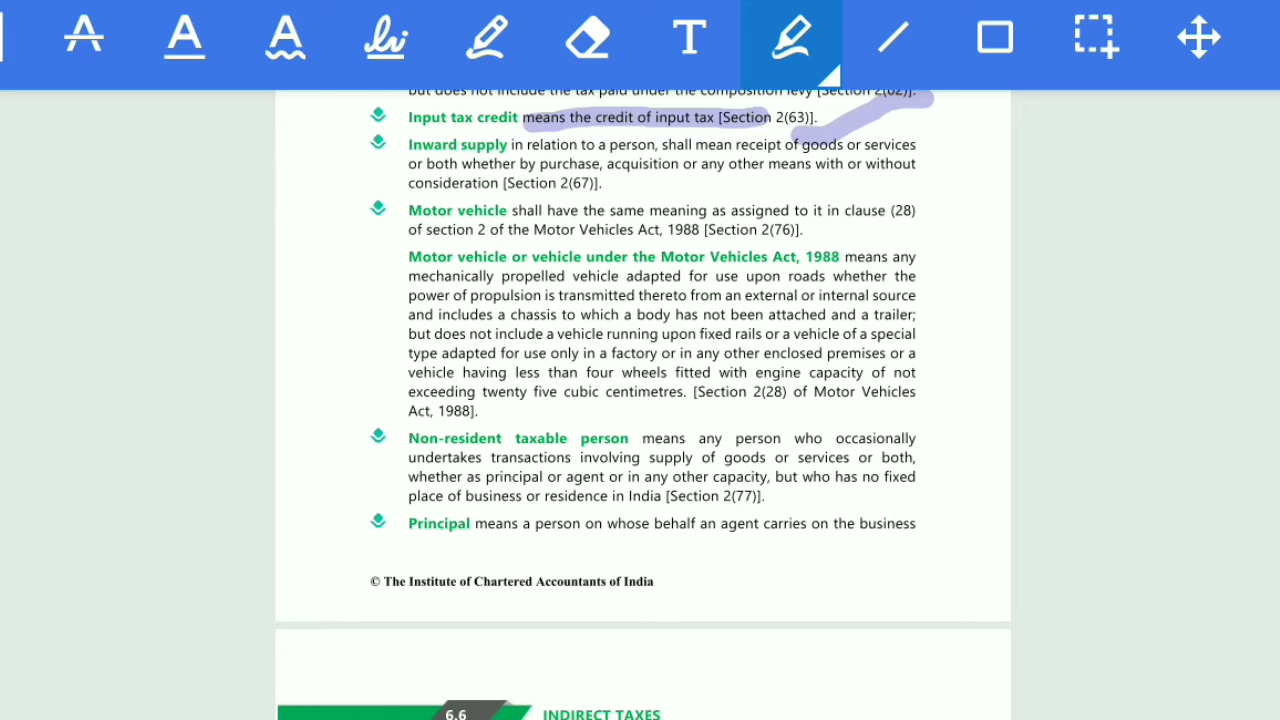 but does not include the tax paid under the composition levy [Section 2(62)].
Input tax credit means the credit of input tax [Section 2(63)].
Inward supply in relation to a person, shall mean receipt of goods or services
or both whether by purchase, acquisition or any other means with or without
consideration [Section 2(67)].
Motor vehicle shall have the same meaning as assigned to it in clause (28)
of section 2 of the Motor Vehicles Act, 1988 [Section 2(76)].
Motor vehicle or vehicle under the Motor Vehicles Act, 1988 means any
mechanically propelled vehicle adapted for use upon roads whether the
power of propulsion is transmitted thereto from an external or internal source
and includes a chassis to which a body has not been attached and a trailer;
but does not include a vehicle running upon fixed rails or a vehicle of a special
type adapted for use only in a factory or in any other enclosed premises or a
vehicle having less than four wheels fitted with engine capacity of not
exceeding twenty five cubic centimetres. [Section 2(28) of Motor Vehicles
Act, 1988].
Non-resident taxable person means any person who occasionally
undertakes transactions involving supply of goods or services or both,
whether as principal or agent or in any other capacity, but who has no fixed
place of business or residence in India [Section 2(77)].
Principal means a person on whose behalf an agent carries on the business
© The Institute of Chartered Accountants of India
6.6 INDIRECT TAXES